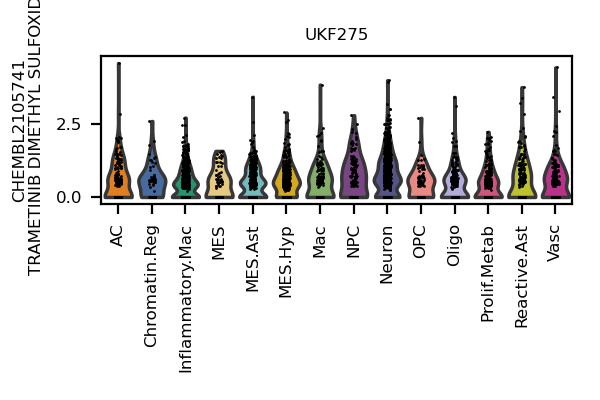 UKF275
CHEMBL2105741
TRAMETINIB DIMETHYL SULFOXID
2.5
0.0
AC
Chromatin.Reg
Inflammatory.Mac
MES
MES.Ast
MES.Hyp
Mac
NPC
Neuron
OPC
Oligo
Prolif.Metab
Reactive.Ast
Vasc